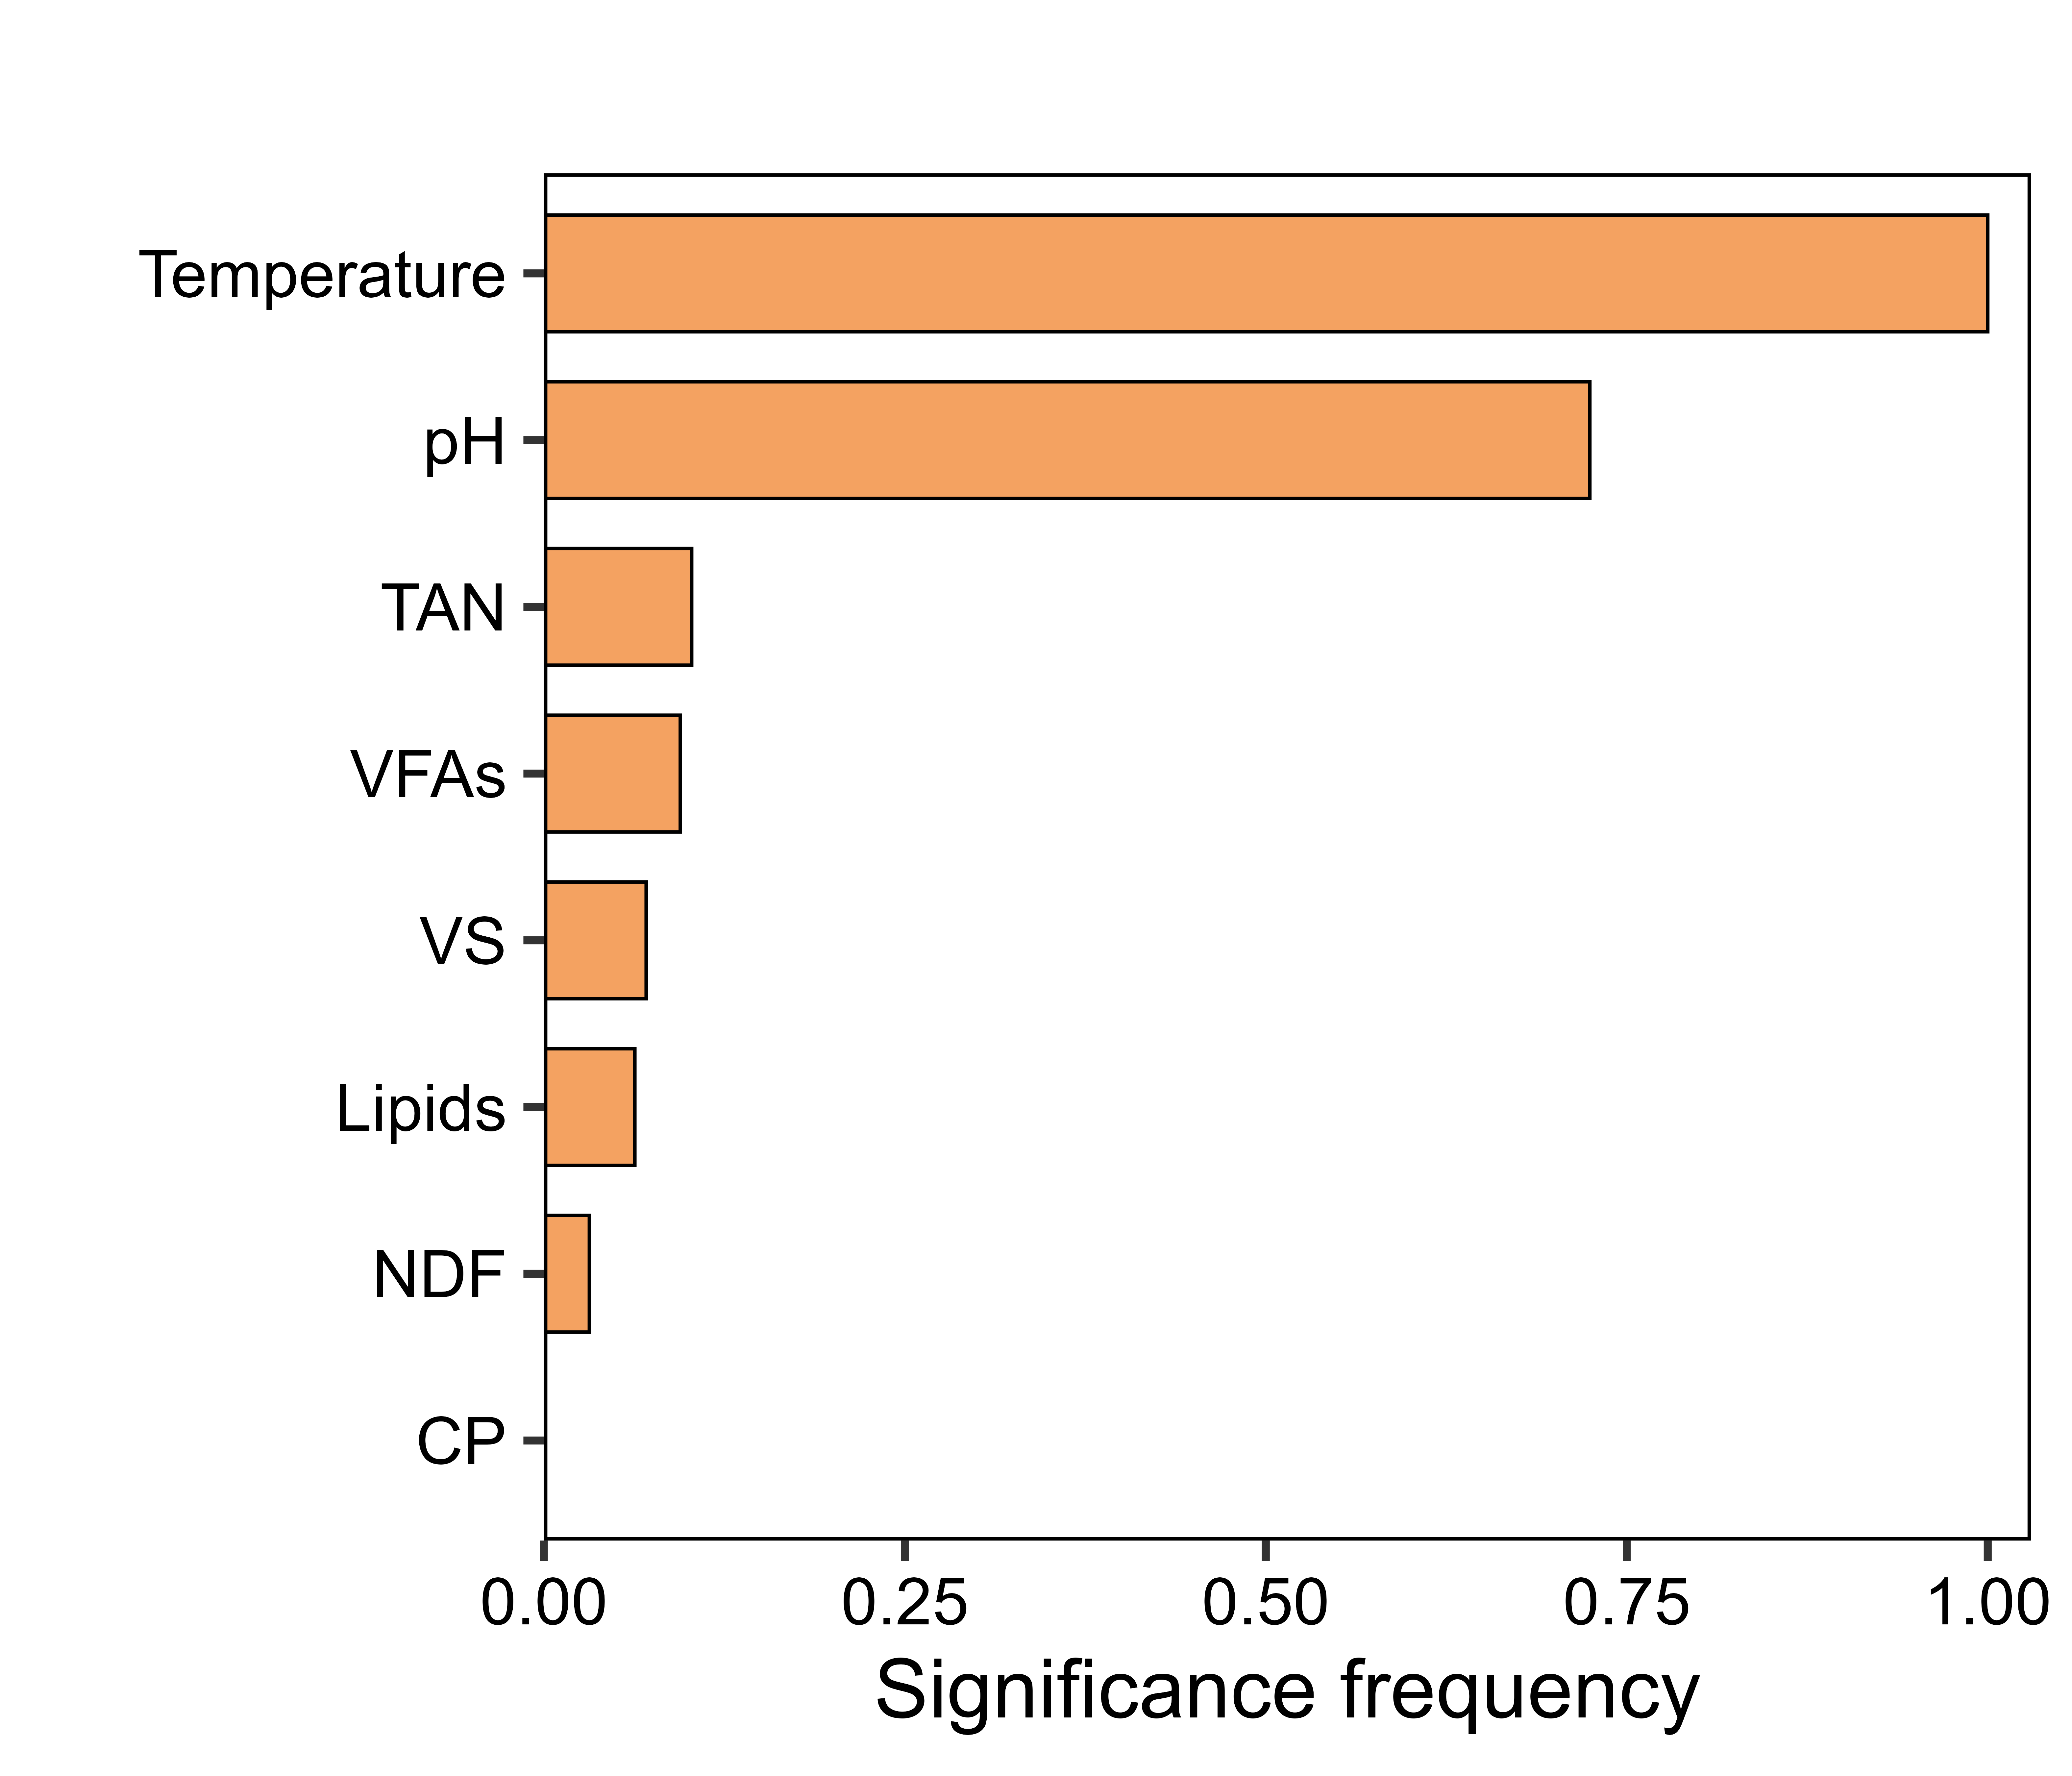 Temperature
pH
TAN
VFAs
VS
Lipids
NDF
CP
0.00 0.25 0.50 0.75 1.00
Significance frequency